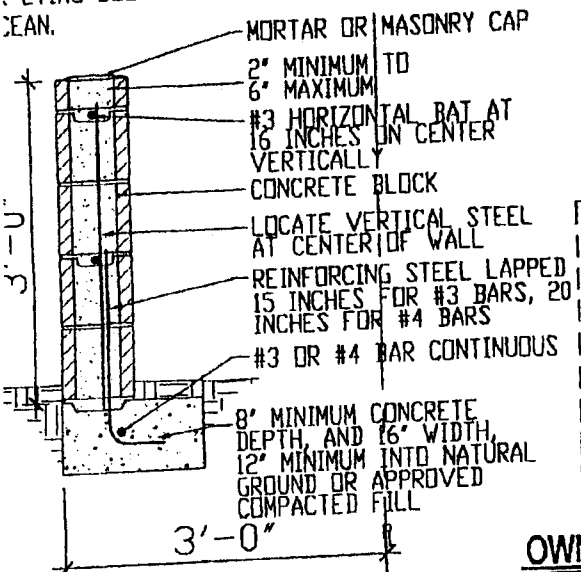 CEAN.
MORTAR OR MASONRY CAP
2" MINIMUM TO
6" MAXIMUM
#3 HORIZONTAL BAT AT
16 INCHES ON CENTER
VERTICALLY
CONCRETE BLOCK
LOCATE VERTICAL STEEL
AT CENTER OF WALL
REINFORCING STEEL LAPPED
15 INCHES FOR #3 BARS, 20
INCHES FOR #4 BARS
#3 OR #4 BAR CONTINUOUS
8" MINIMUM CONCRETE
DEPTH, AND 16" WIDTH,
12" MINIMUM INTO NATURAL
GROUND OR APPROVED
COMPACTED FILL
3'-0"
3'-0"